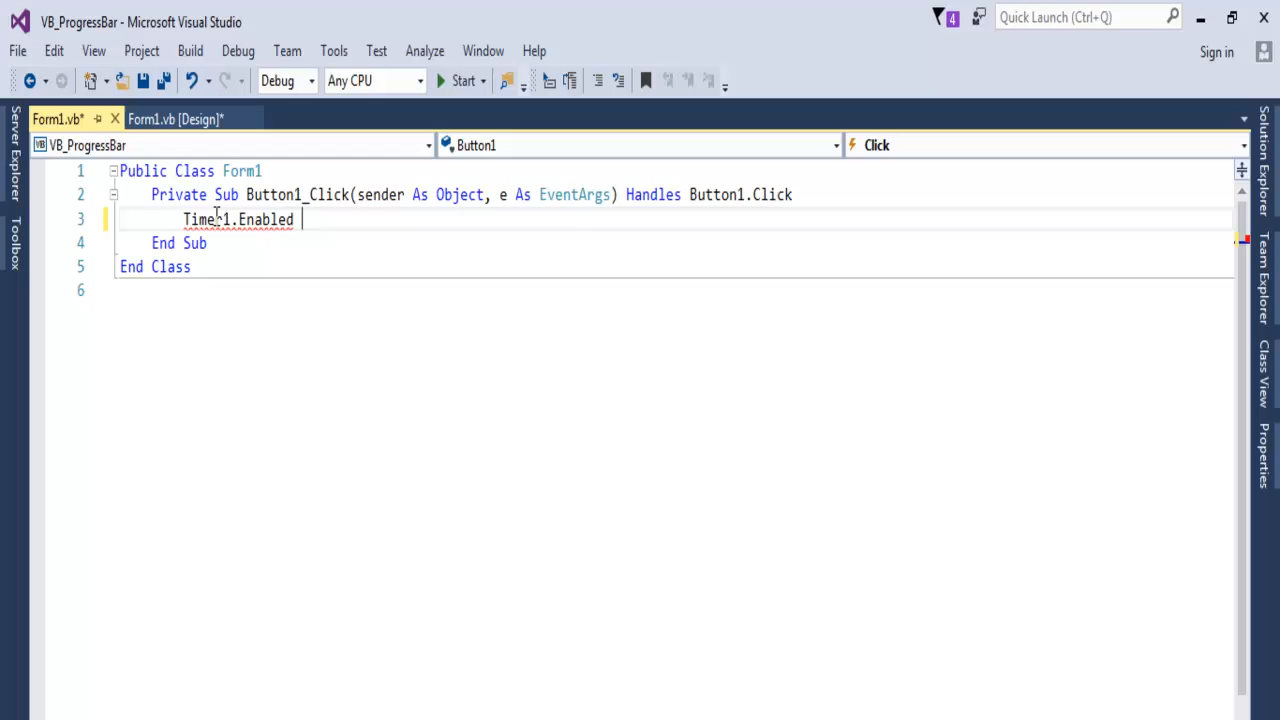 VB_ProgressBar - Microsoft Visual Studio
4
Quick Launch (Ctrl+Q)
File Edit View Project Build Debug Team Tools Test Analyze Window Help
Sign in
Debug Any CPU Start
Form1.vb* Form1.vb [Design]*
VB VB_ProgressBar Button1 Click
1 Public Class Form1
2 Private Sub Button1_Click(sender As Object, e As EventArgs) Handles Button1.Click
3 Timer1.Enabled
4 End Sub
5 End Class
6
Server Explorer
Toolbox
Solution Explorer
Team Explorer
Class View
Properties